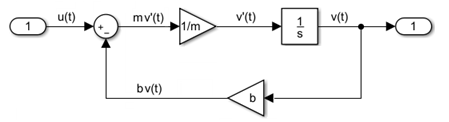 u(t)
mv'(t)
v'(t)
v(t)
1
+
−
1/m
1
s
1
bv(t)
b